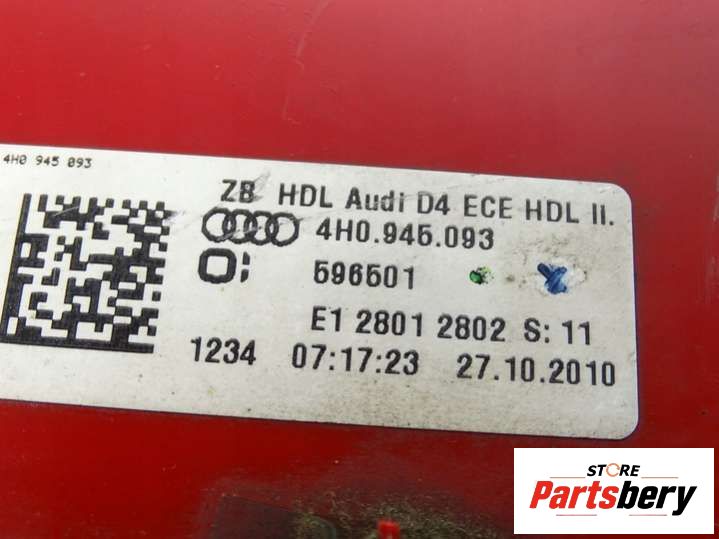 4H0 945 093
ZB HDL Audi D4 ECE HDL II.
4H0.945.093
596501
E1 2801 2802 S: 11
1234 07:17:23 27.10.2010
STORE
Partsbery